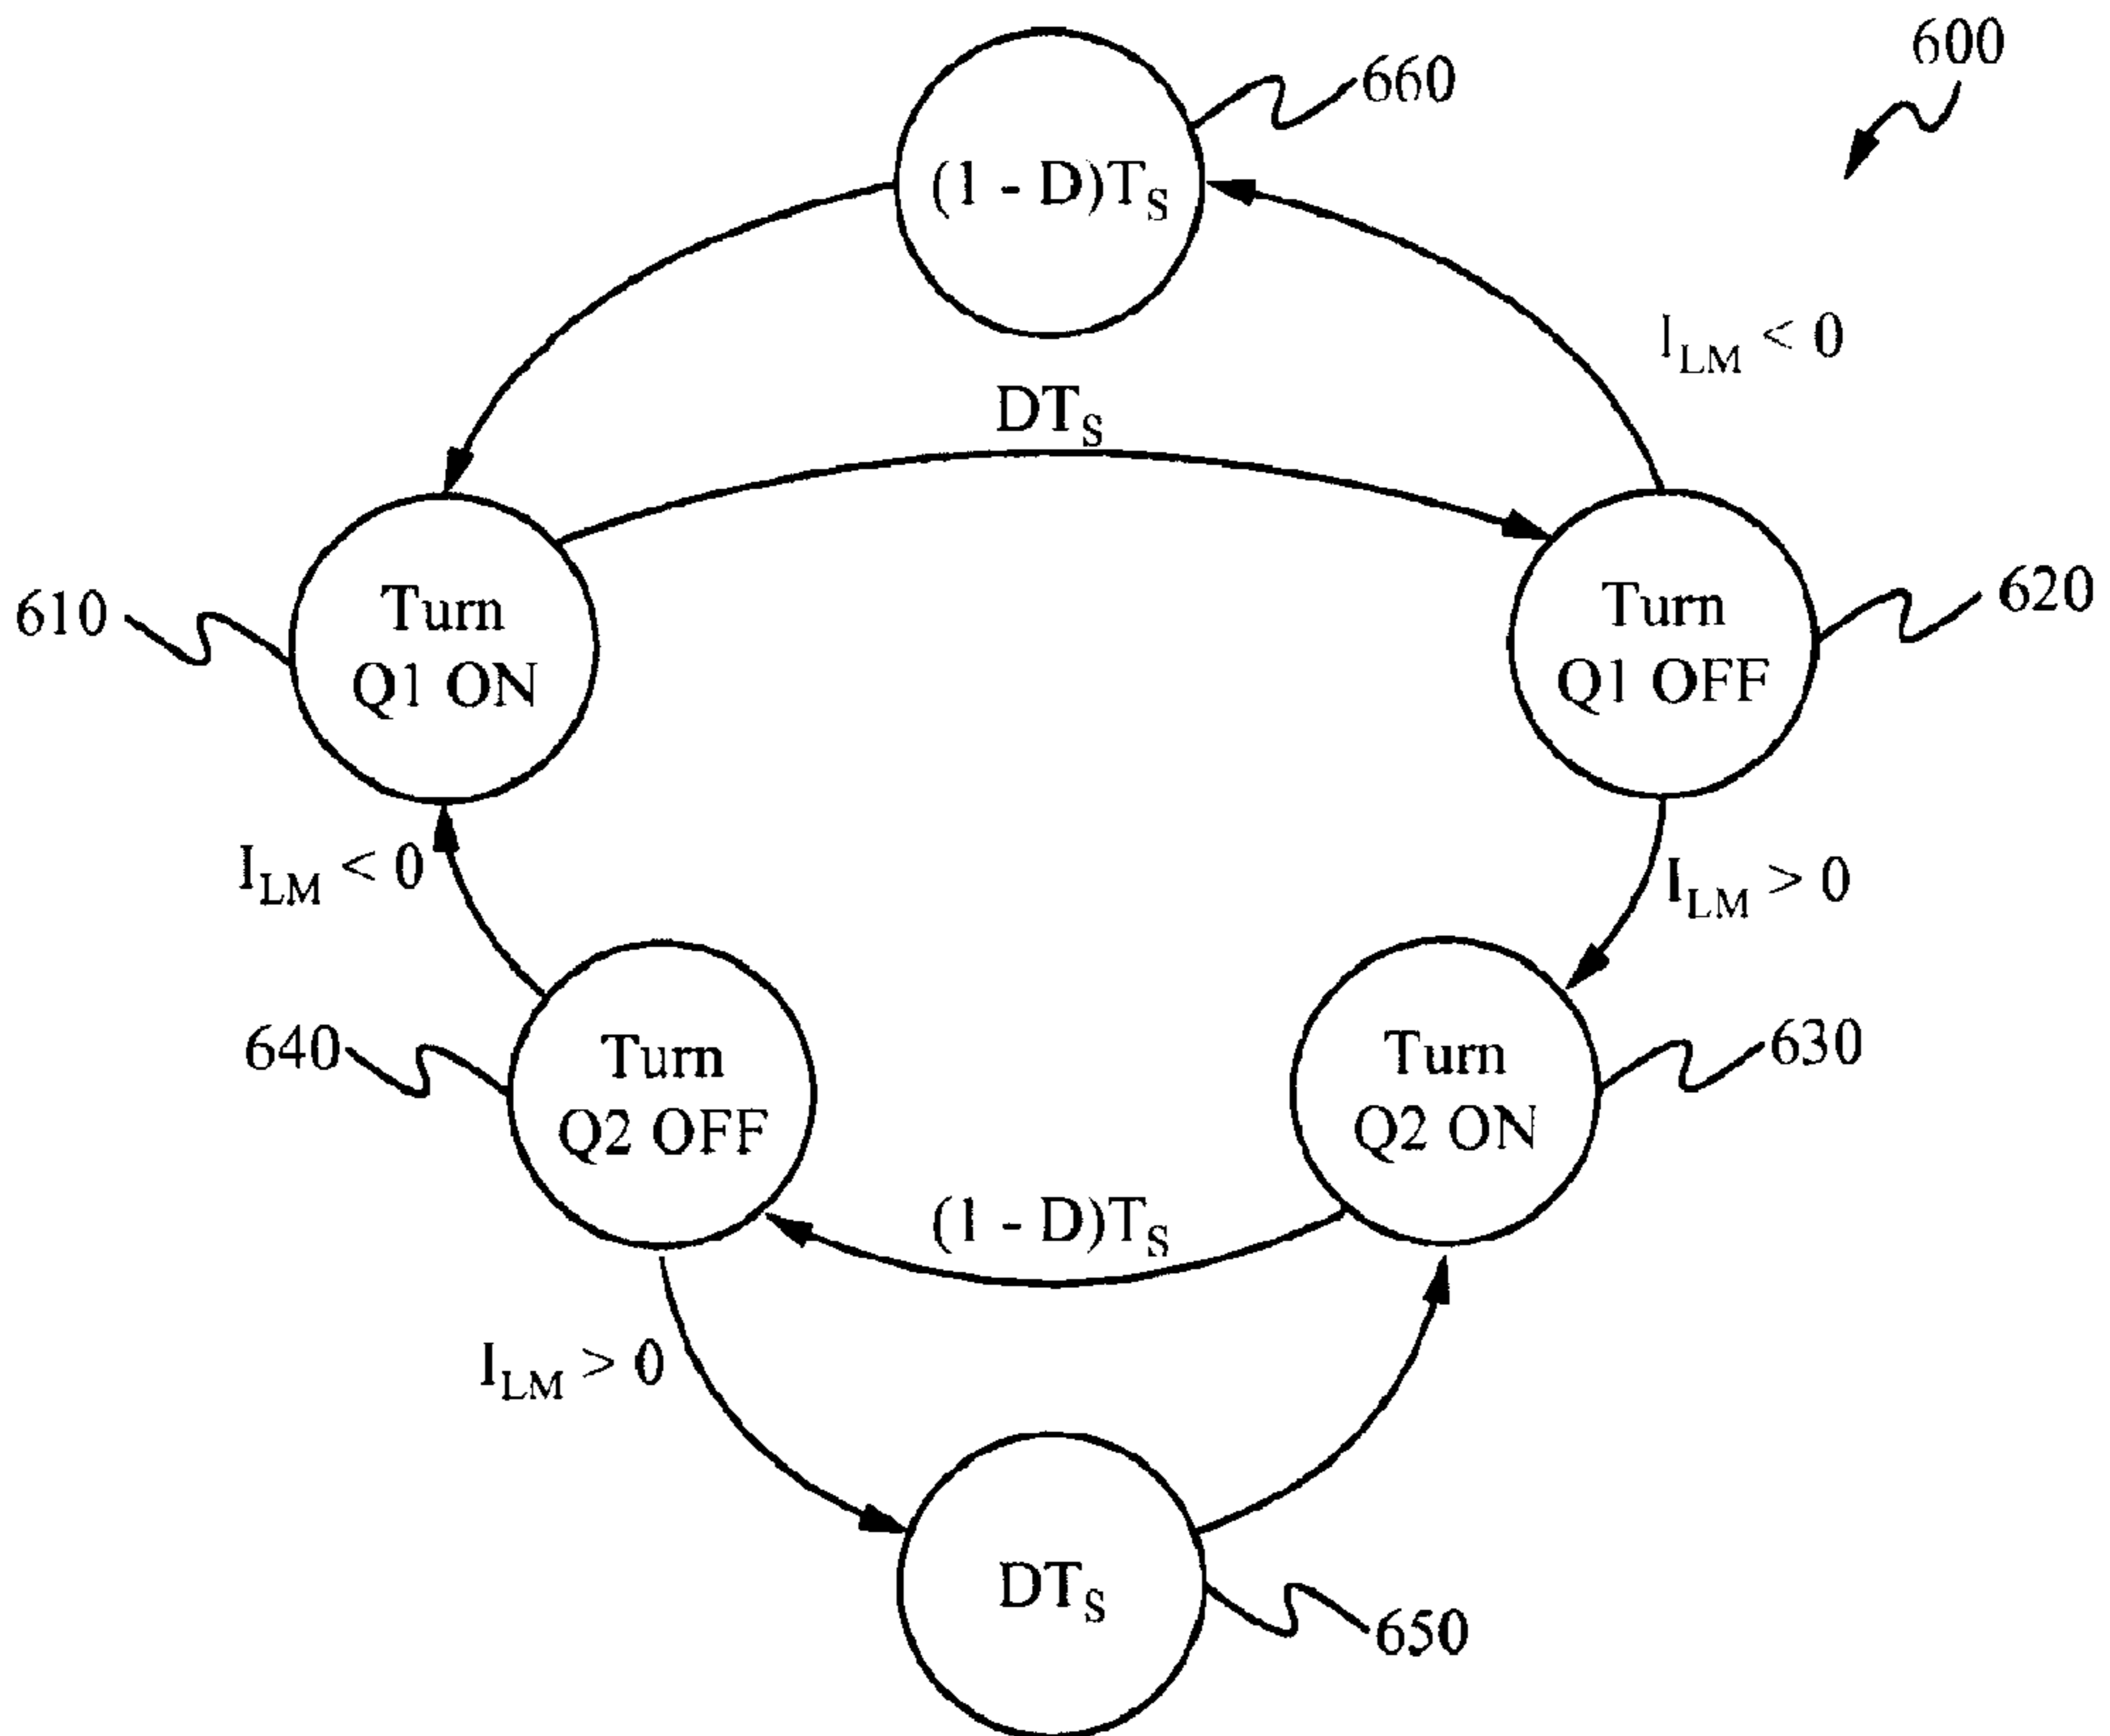 600
660
(1 - D)T_S
I_LM < 0
DT_S
610
Turn
Q1 ON
Turn
Q1 OFF
620
I_LM < 0
I_LM > 0
640
Turn
Q2 OFF
Turn
Q2 ON
630
(1 - D)T_S
I_LM > 0
DT_S
650